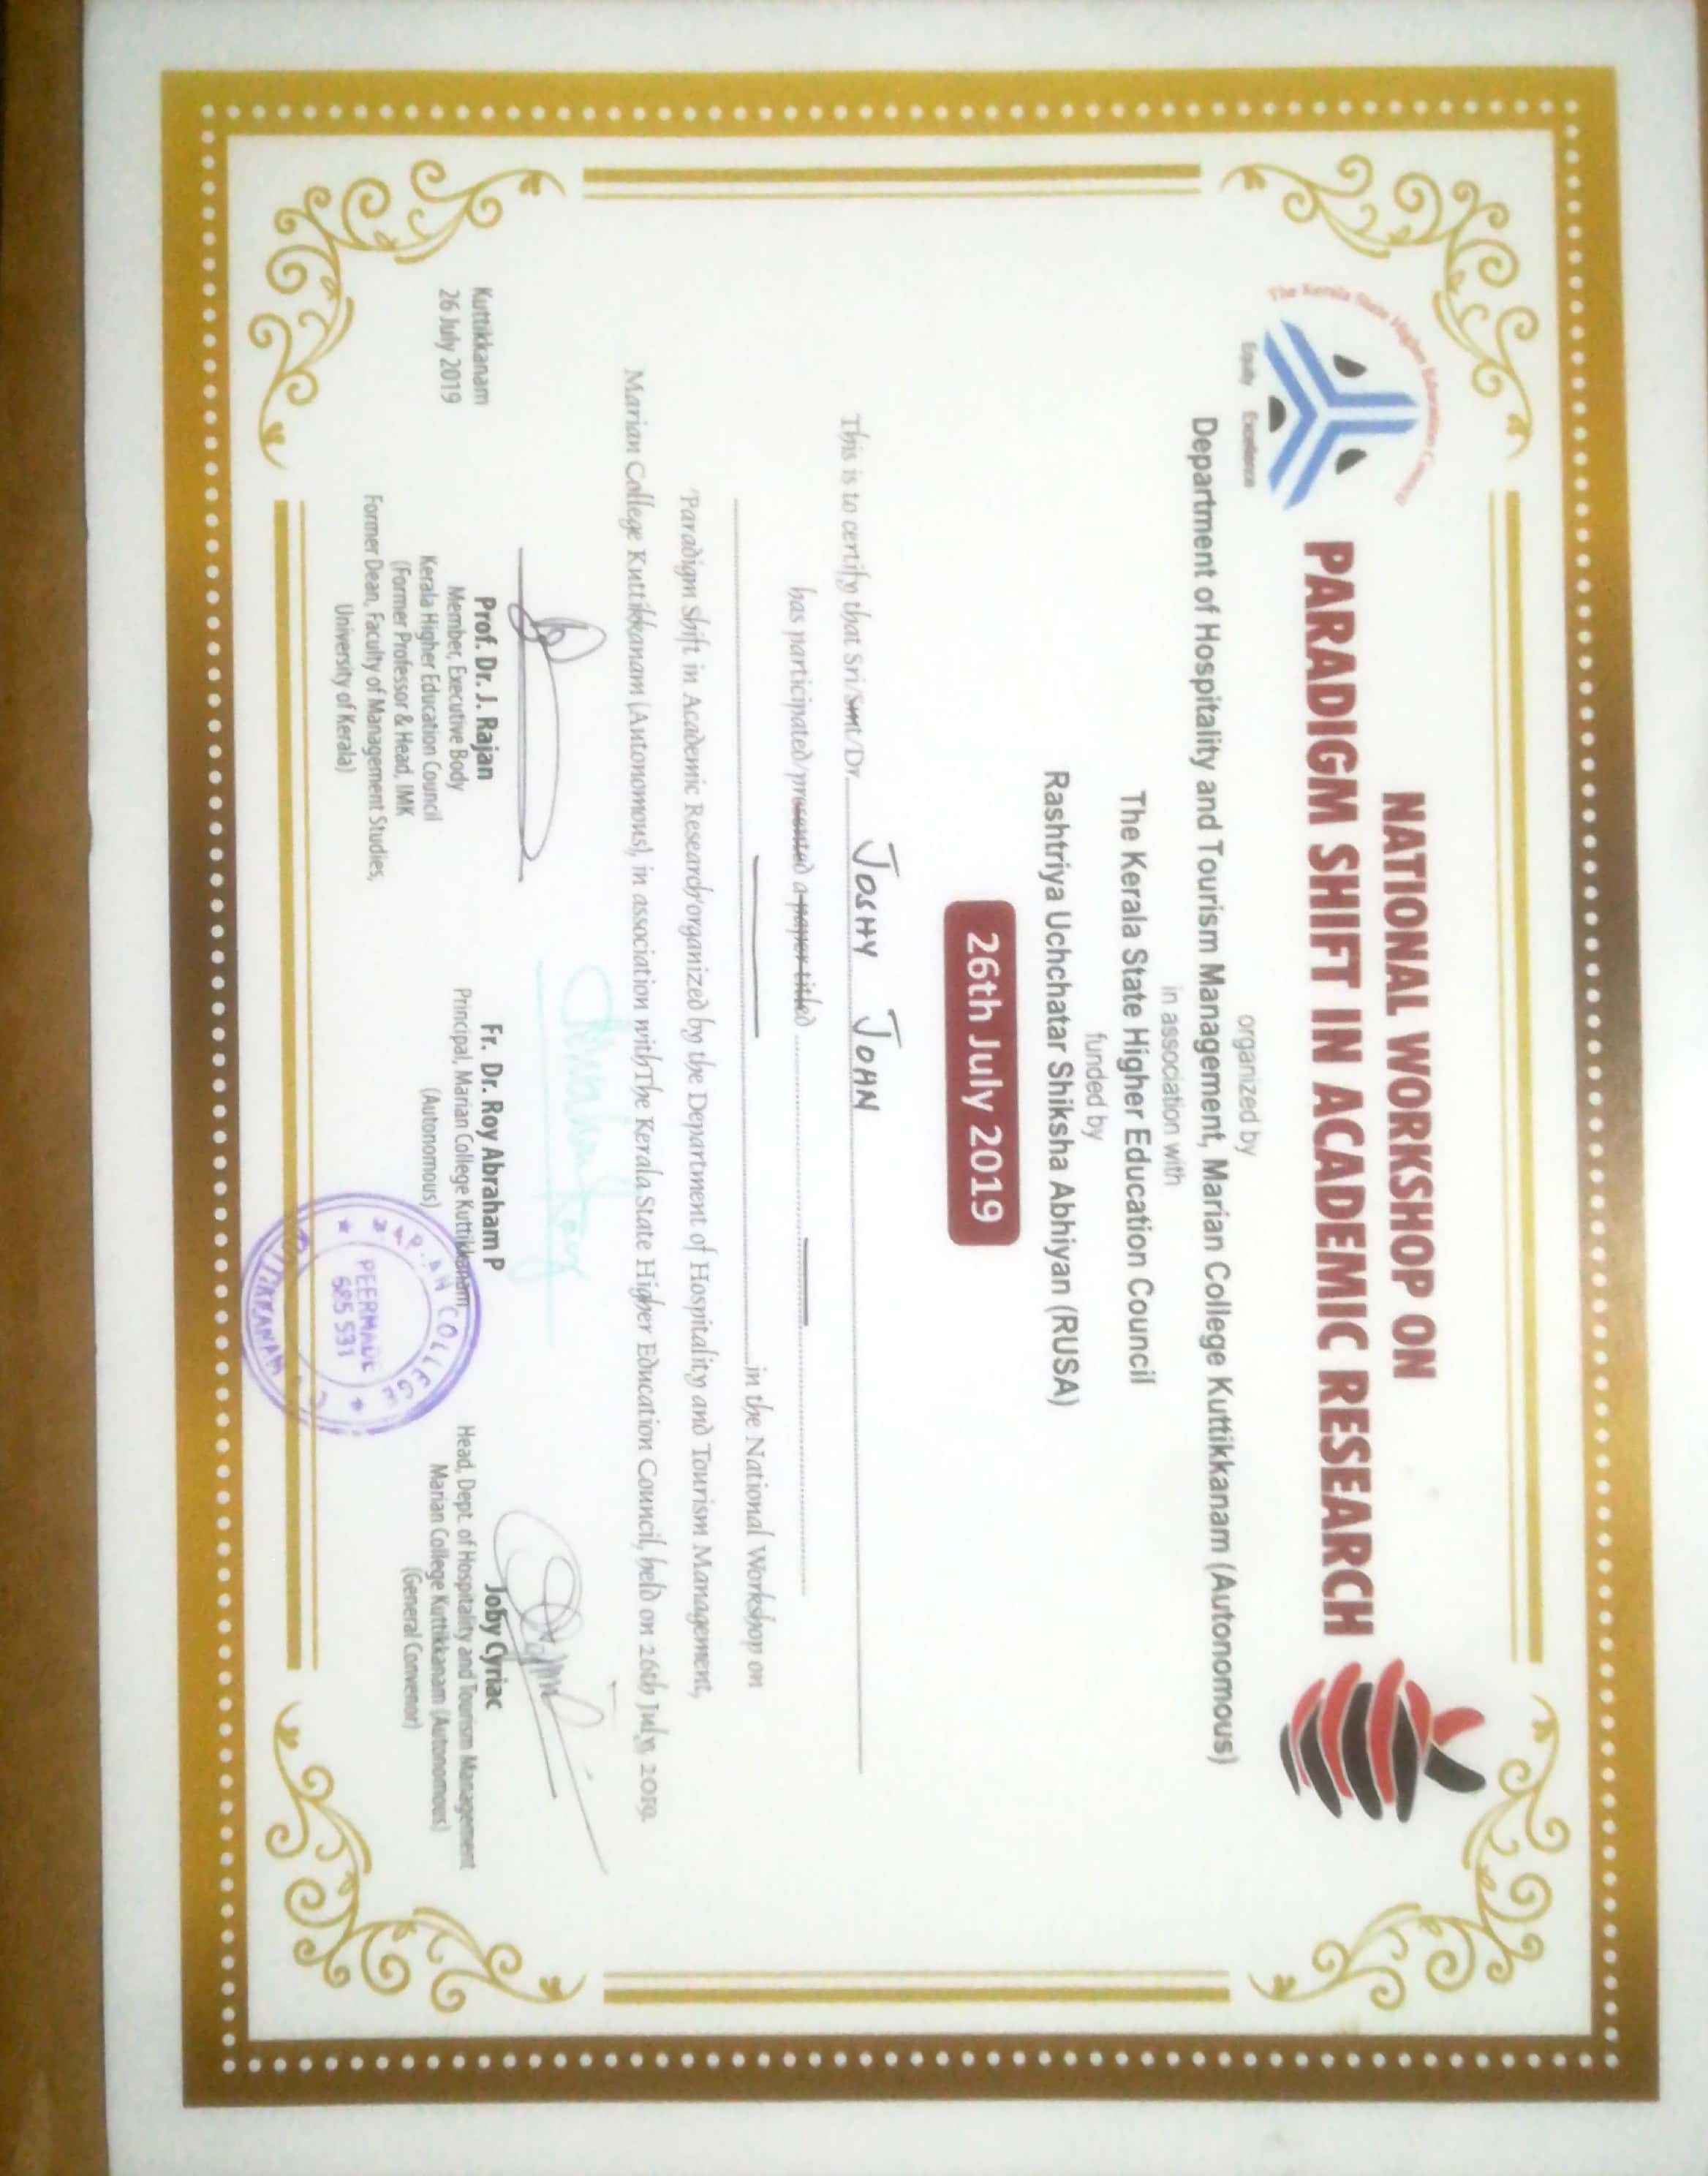 The Kerala State Higher Education Council
Equity Excellence
NATIONAL WORKSHOP ON
PARADIGM SHIFT IN ACADEMIC RESEARCH
organized by
Department of Hospitality and Tourism Management, Marian College Kuttikkanam (Autonomous)
in association with
The Kerala State Higher Education Council
funded by
Rashtriya Uchchatar Shiksha Abhiyan (RUSA)
26th July 2019
This is to certify that Sri/Smt/Dr. JOSHY JOHN
has participated/presented a paper titled
in the National Workshop on
'Paradigm Shift in Academic Research' organized by the Department of Hospitality and Tourism Management,
Marian College Kuttikkanam (Autonomous), in association with The Kerala State Higher Education Council, held on 26th July, 2019.
Kuttikkanam
26 July 2019
Prof. Dr. J. Rajan
Member, Executive Body
Kerala Higher Education Council
(Former Professor & Head, IMK
Former Dean, Faculty of Management Studies,
University of Kerala)
Fr. Dr. Roy Abraham P
Principal, Marian College Kuttikkanam
(Autonomous)
COLLEGE
PEERMADE
685 531
Joby Cyriac
Head, Dept. of Hospitality and Tourism Management
Marian College Kuttikkanam (Autonomous)
(General Convenor)